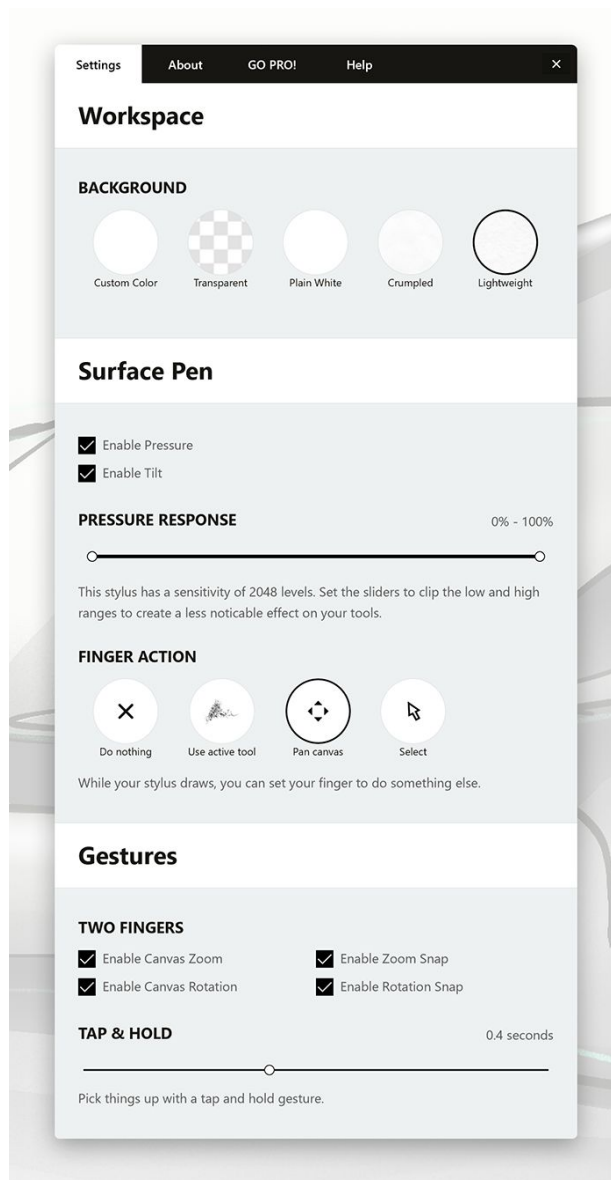 Settings About GO PRO! Help
Workspace
BACKGROUND
Custom Color Transparent Plain White Crumpled Lightweight
Surface Pen
Enable Pressure
Enable Tilt
PRESSURE RESPONSE 0% - 100%
This stylus has a sensitivity of 2048 levels. Set the sliders to clip the low and high
ranges to create a less noticable effect on your tools.
FINGER ACTION
Do nothing Use active tool Pan canvas Select
While your stylus draws, you can set your finger to do something else.
Gestures
TWO FINGERS
Enable Canvas Zoom Enable Zoom Snap
Enable Canvas Rotation Enable Rotation Snap
TAP & HOLD 0.4 seconds
Pick things up with a tap and hold gesture.